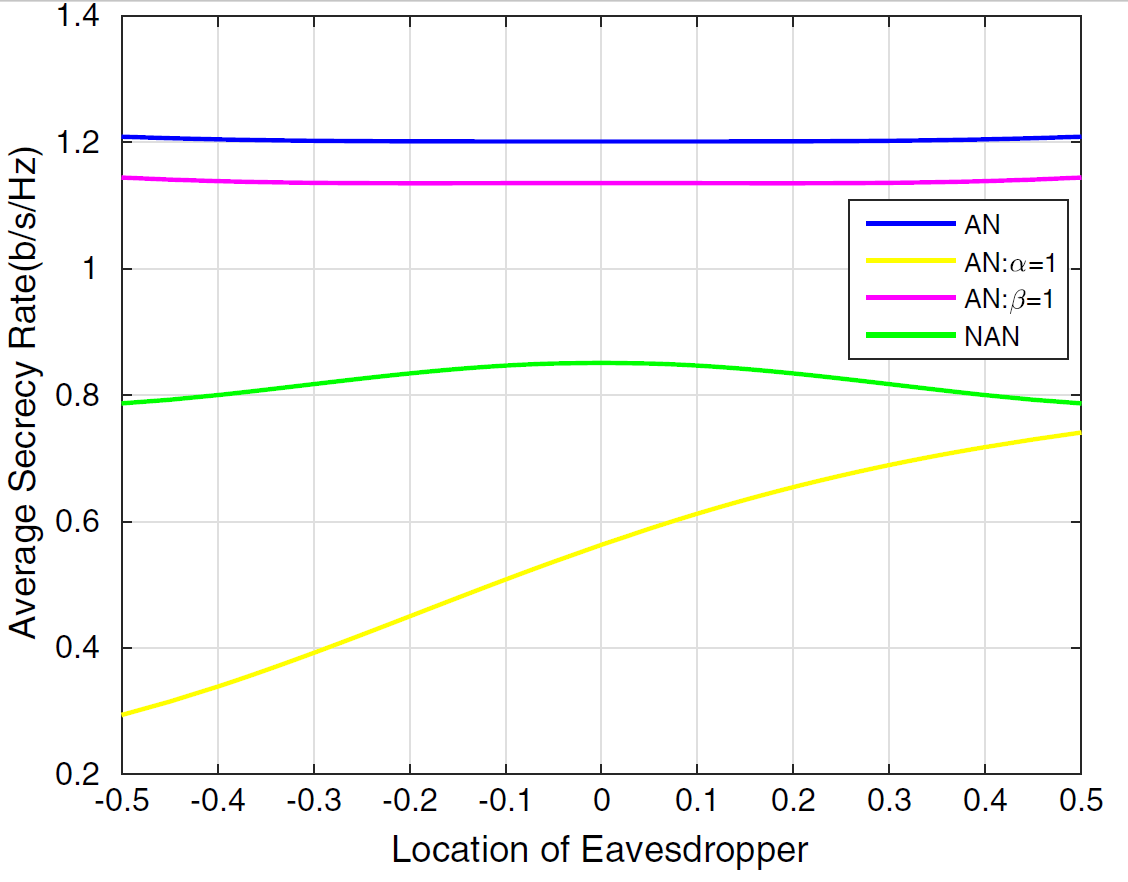 1.4
1.2
1
0.8
0.6
0.4
0.2
-0.5 -0.4 -0.3 -0.2 -0.1 0 0.1 0.2 0.3 0.4 0.5
Location of Eavesdropper
Average Secrecy Rate(b/s/Hz)
AN
AN:α=1
AN:β=1
NAN